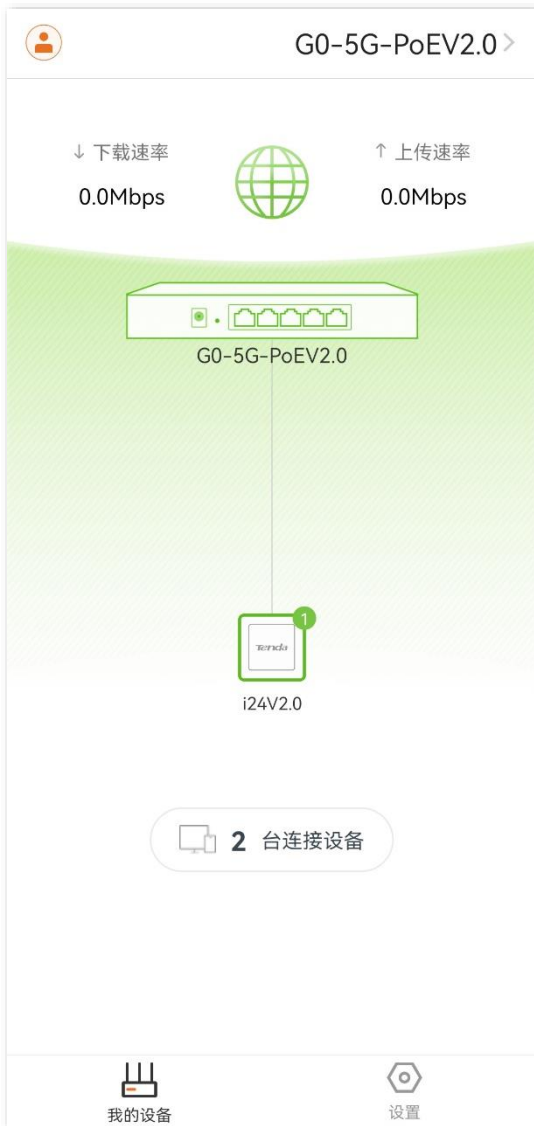 G0-5G-PoEV2.0
↓ 下载速率
↑ 上传速率
0.0Mbps
0.0Mbps
G0-5G-PoEV2.0
1
Tenda
i24V2.0
2 台连接设备
我的设备
设置